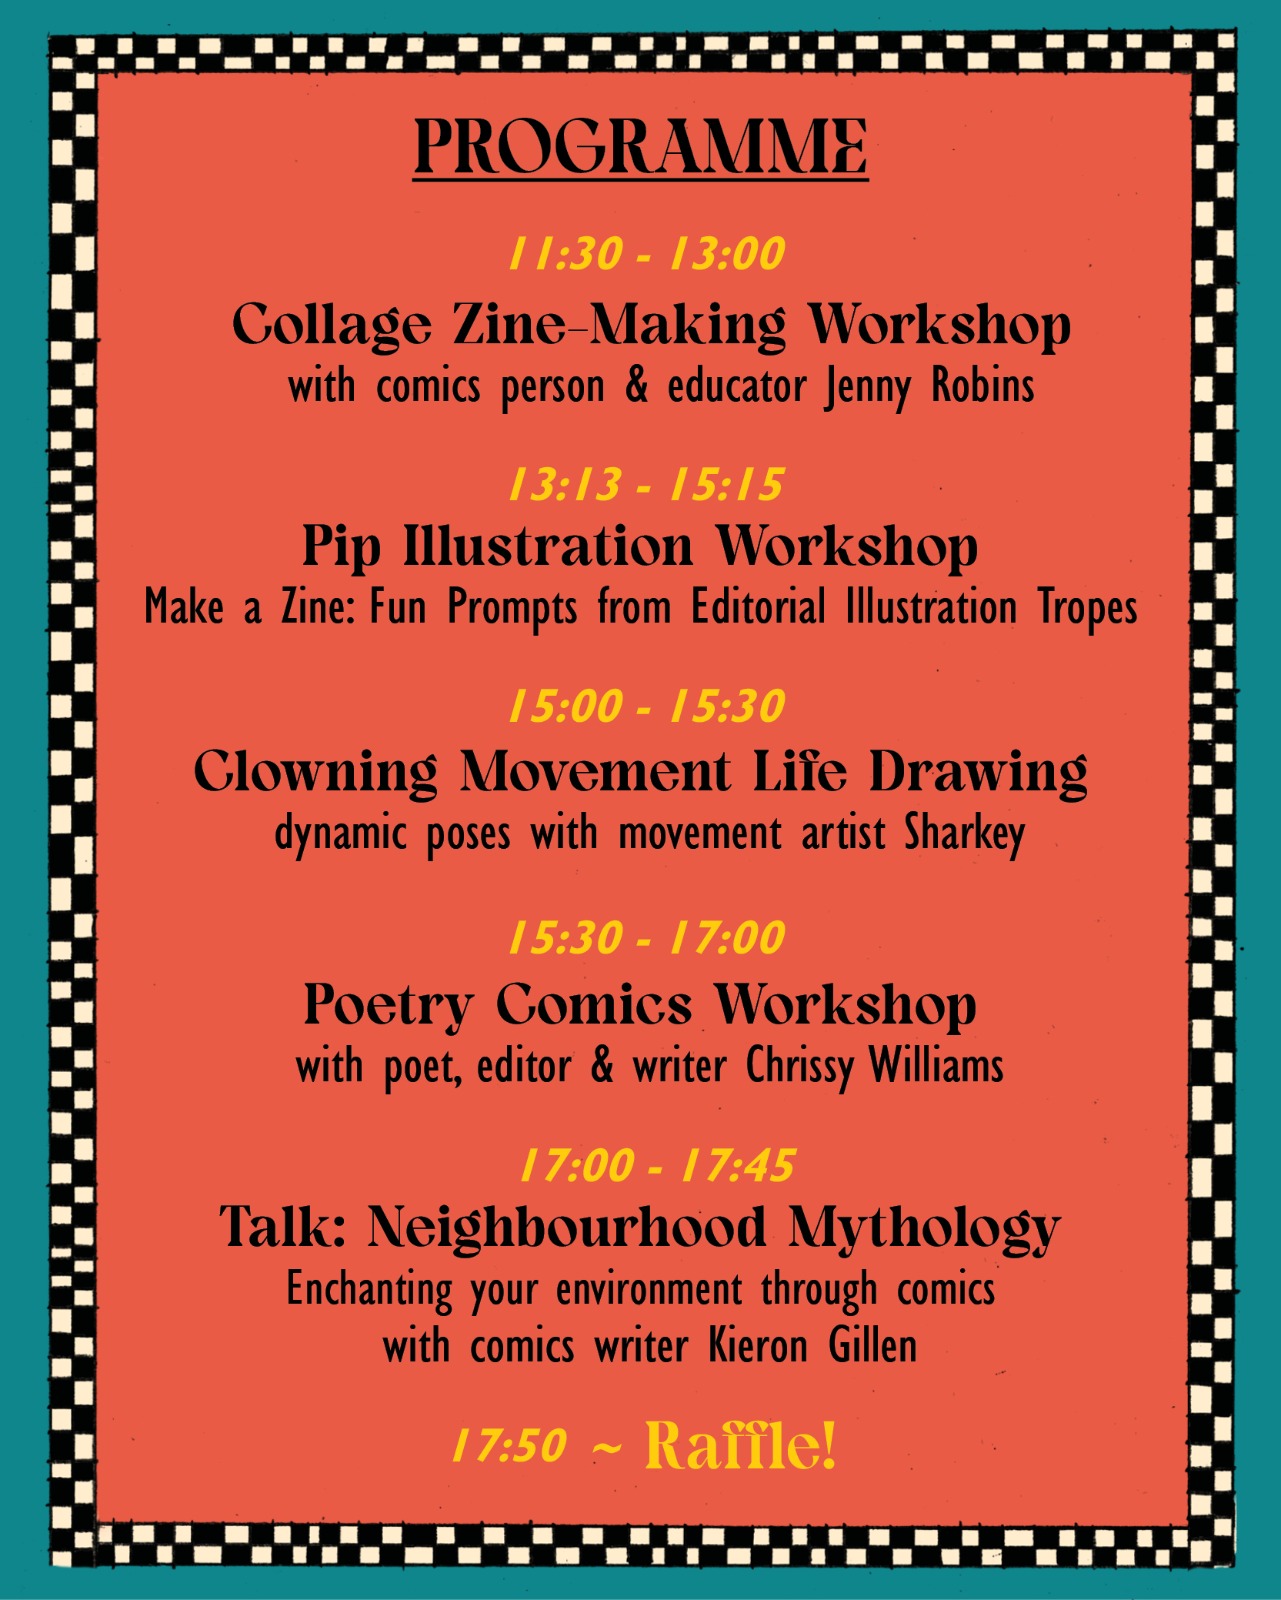 PROGRAMME
11:30 - 13:00
Collage Zine-Making Workshop
with comics person & educator Jenny Robins
13:13 - 15:15
Pip Illustration Workshop
Make a Zine: Fun Prompts from Editorial Illustration Tropes
15:00 - 15:30
Clowning Movement Life Drawing
dynamic poses with movement artist Sharkey
15:30 - 17:00
Poetry Comics Workshop
with poet, editor & writer Chrissy Williams
17:00 - 17:45
Talk: Neighbourhood Mythology
Enchanting your environment through comics
with comics writer Kieron Gillen
17:50 ~ Raffle!